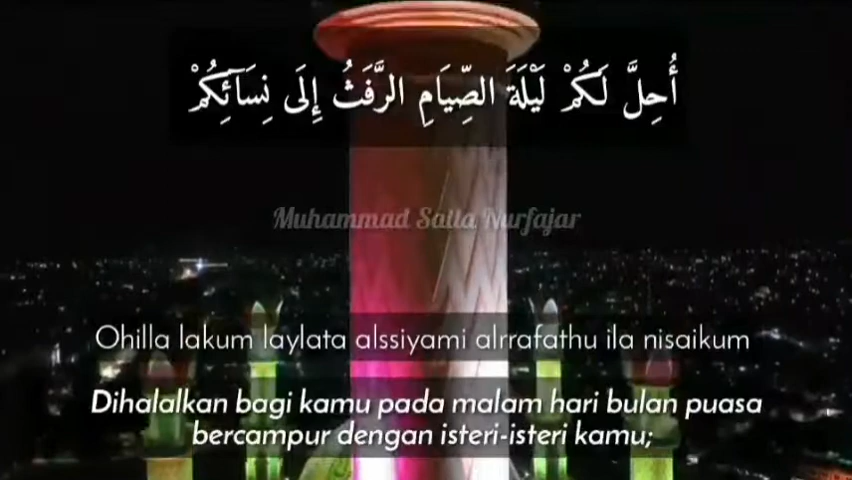 أُحِلَّ لَكُمْ لَيْلَةَ الصِّيَامِ الرَّفَثُ إِلَى نِسَآئِكُمْ
Muhammad Satta Nurfajar
Ohilla lakum laylata alssiyami alrrafathu ila nisaikum
Dihalalkan bagi kamu pada malam hari bulan puasa
bercampur dengan isteri-isteri kamu;